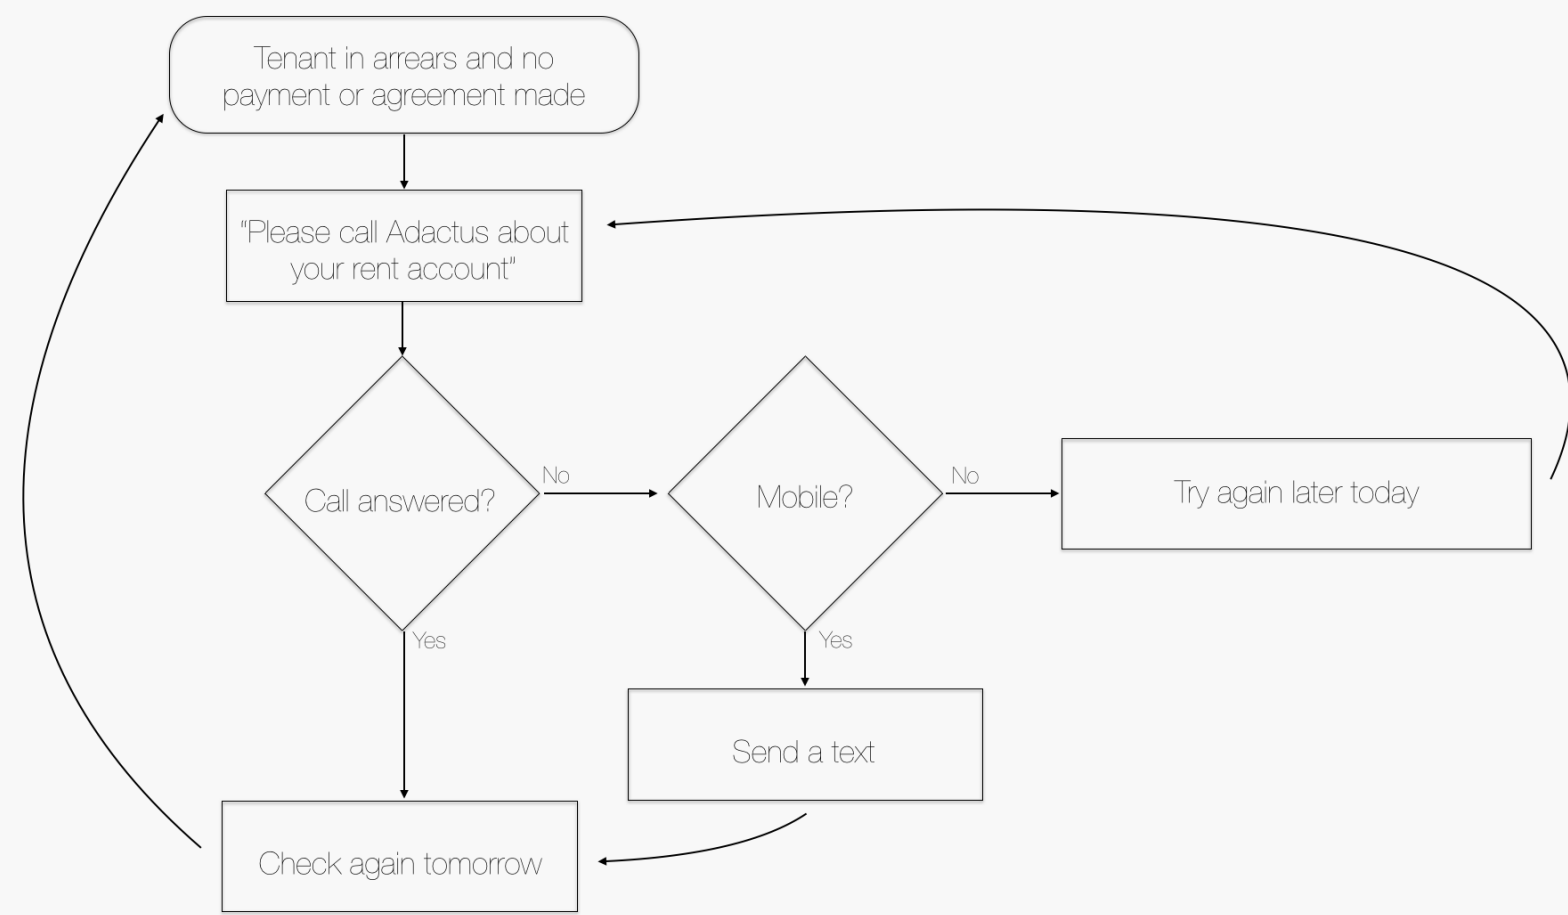 Tenant in arrears and no
payment or agreement made
“Please call Adactus about
your rent account”
Call answered?
No
Mobile?
No
Try again later today
Yes
Yes
Send a text
Check again tomorrow